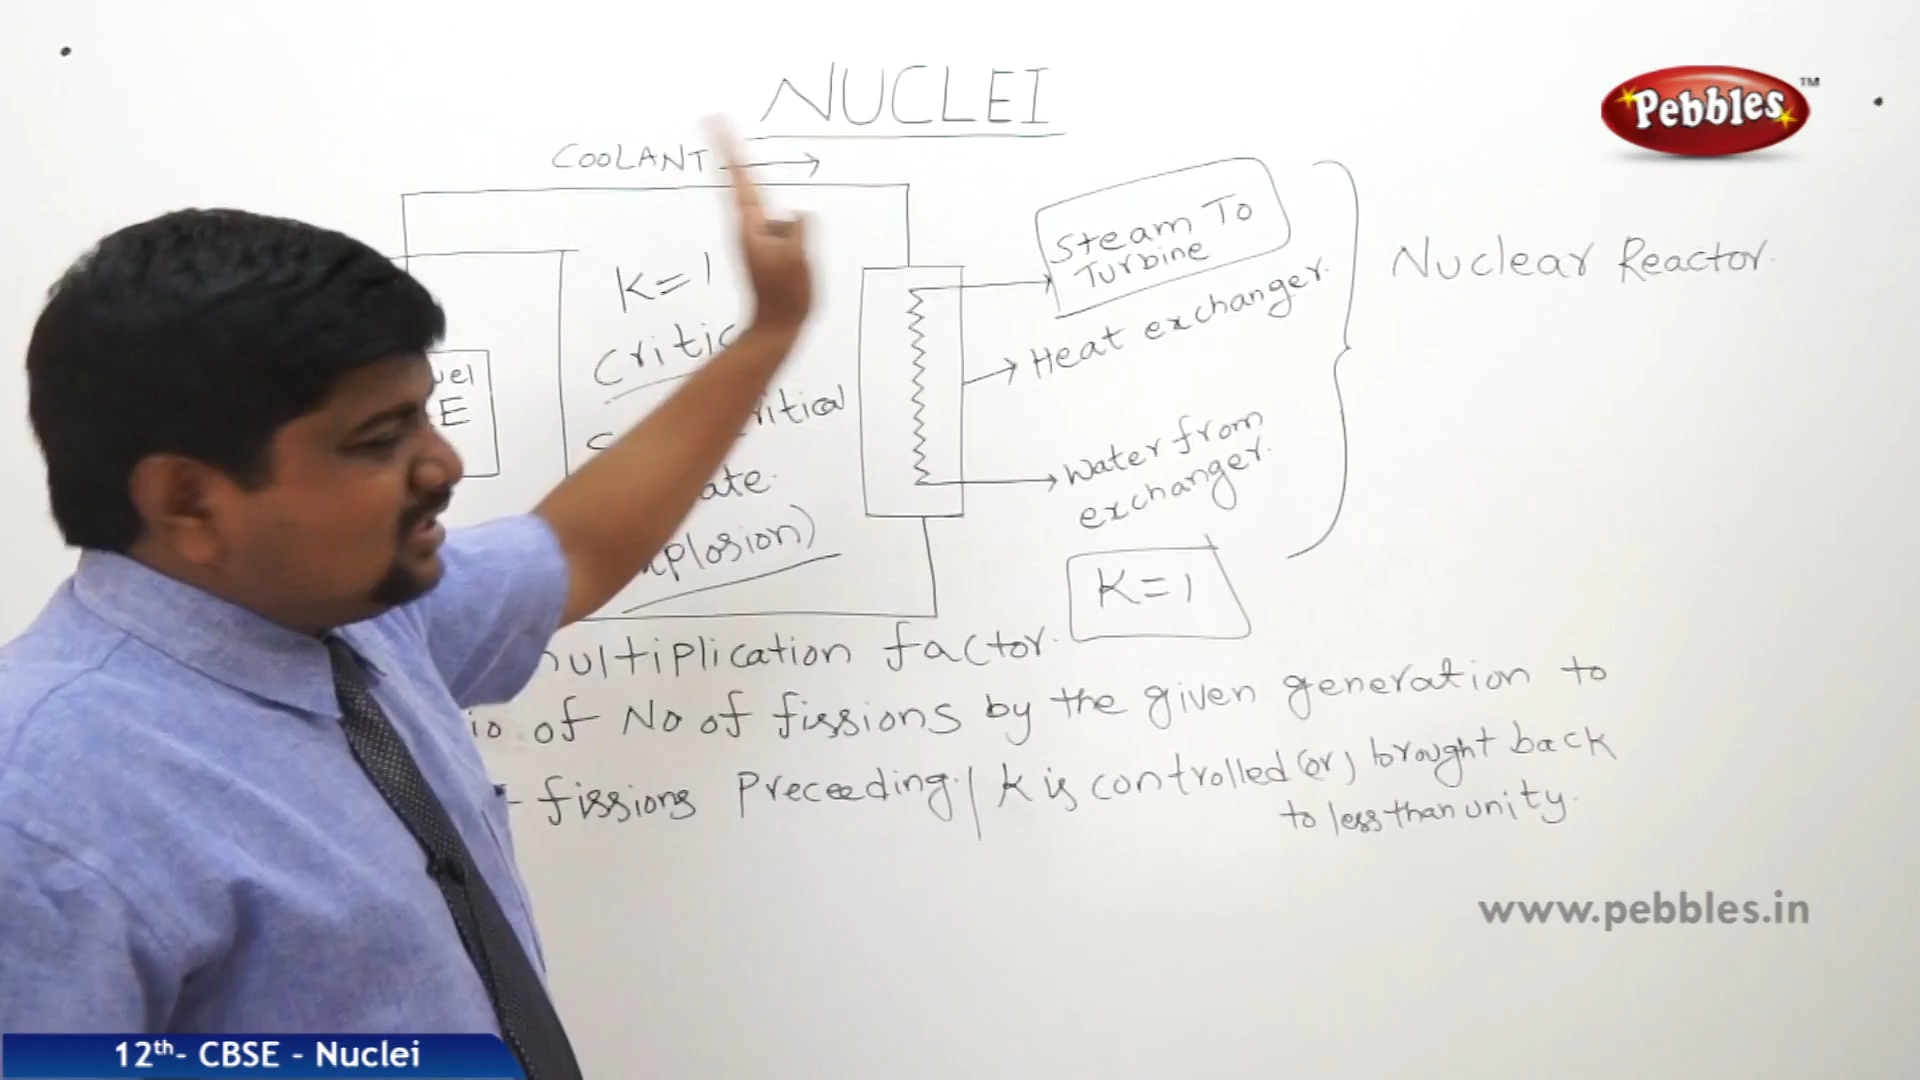 NUCLEI
Pebbles™
COOLANT
Steam To
Turbine
Nuclear Reactor.
K=1
Heat exchanger.
E
Water from
exchanger.
K=1
multiplication factor.
of No of fissions by the given generation to
fissions Preceeding. / K is controlled (or) brought back
to less than unity.
www.pebbles.in
12th- CBSE - Nuclei